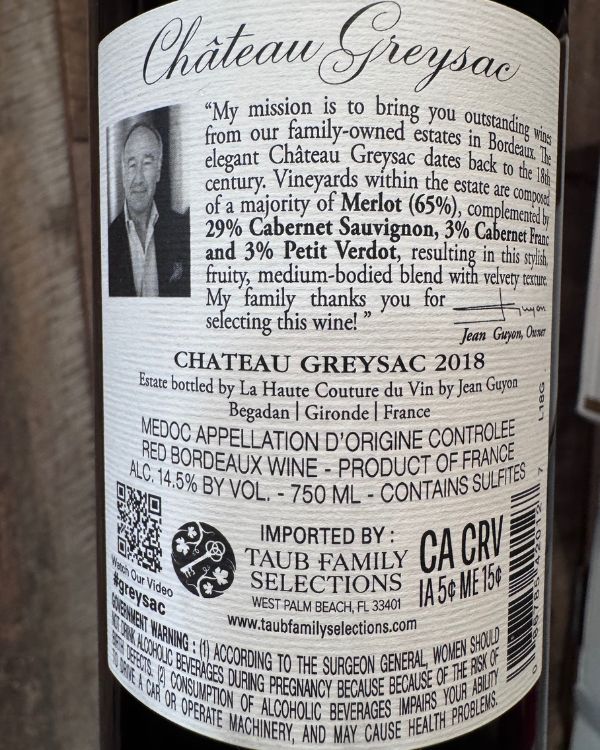 Château Greysac
“My mission is to bring you outstanding wines
from our family-owned estates in Bordeaux. The
elegant Château Greysac dates back to the 18th
century. Vineyards within the estate are composed
of a majority of Merlot (65%), complemented by
29% Cabernet Sauvignon, 3% Cabernet Franc
and 3% Petit Verdot, resulting in this stylish,
fruity, medium-bodied blend with velvety texture.
My family thanks you for
selecting this wine! ”
Jean Guyon, Owner
CHATEAU GREYSAC 2018
Estate bottled by La Haute Couture du Vin by Jean Guyon
Begadan | Gironde | France
L18G
MEDOC APPELLATION D'ORIGINE CONTROLEE
RED BORDEAUX WINE - PRODUCT OF FRANCE
ALC. 14.5% BY VOL. - 750 ML - CONTAINS SULFITES
Watch Our Video
#greysac
IMPORTED BY :
TAUB FAMILY
SELECTIONS
WEST PALM BEACH, FL 33401
www.taubfamilyselections.com
CA CRV
IA 5¢ ME 15¢
GOVERNMENT WARNING : (1) ACCORDING TO THE SURGEON GENERAL, WOMEN SHOULD
NOT DRINK ALCOHOLIC BEVERAGES DURING PREGNANCY BECAUSE BECAUSE OF THE RISK OF
BIRTH DEFECTS. (2) CONSUMPTION OF ALCOHOLIC BEVERAGES IMPAIRS YOUR ABILITY
TO DRIVE A CAR OR OPERATE MACHINERY, AND MAY CAUSE HEALTH PROBLEMS.